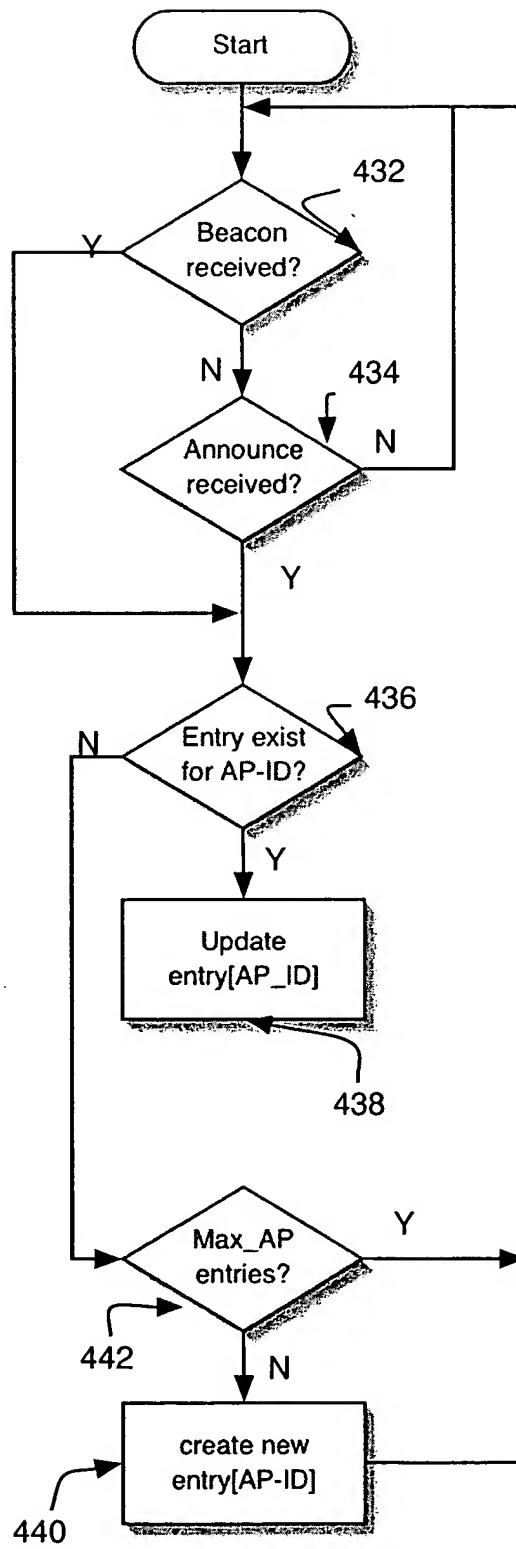 Start
432
Y
Beacon
received?
N
434
Announce
received?
N
Y
436
N
Entry exist
for AP-ID?
Y
Update
entry[AP_ID]
438
Max_AP
entries?
Y
442
N
create new
entry[AP-ID]
440